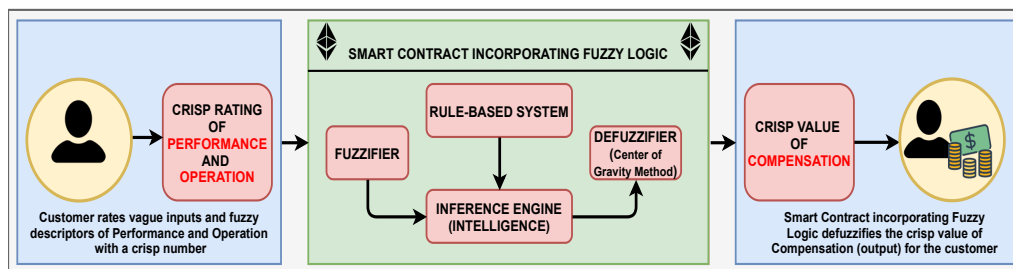 CRISP RATING
OF
PERFORMANCE
AND
OPERATION
Customer rates vague inputs and fuzzy
descriptors of Performance and Operation
with a crisp number
SMART CONTRACT INCORPORATING FUZZY LOGIC
RULE-BASED SYSTEM
FUZZIFIER
DEFUZZIFIER
(Center of
Gravity Method)
INFERENCE ENGINE
(INTELLIGENCE)
CRISP VALUE
OF
COMPENSATION
$
Smart Contract incorporating Fuzzy
Logic defuzzifies the crisp value of
Compensation (output) for the customer